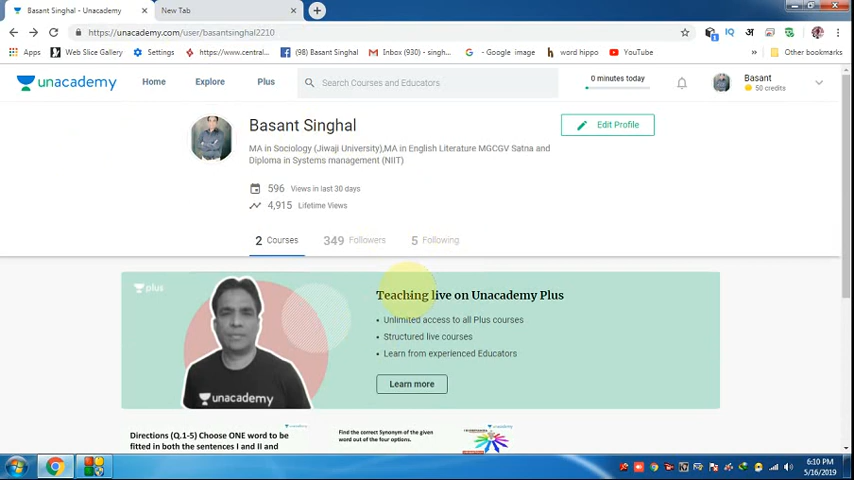 Basant Singhal - Unacademy
New Tab
https://unacademy.com/user/basantsinghal2210
Apps Web Slice Gallery Settings https://www.central... (98) Basant Singhal Inbox (930) - singh... G - Google image word hippo YouTube » Other bookmarks
unacademy Home Explore Plus Search Courses and Educators 0 minutes today Basant
50 credits
Basant Singhal
Edit Profile
MA in Sociology (Jiwaji University),MA in English Literature MGCGV Satna and
Diploma in Systems management (NIIT)
596 Views in last 30 days
4,915 Lifetime Views
2 Courses 349 Followers 5 Following
plus
Teaching live on Unacademy Plus
• Unlimited access to all Plus courses
• Structured live courses
• Learn from experienced Educators
Learn more
unacademy
Directions (Q.1-5) Choose ONE word to be
fitted in both the sentences I and II and
Find the correct Synonym of the given
word out of the four options.
6:10 PM
5/16/2019